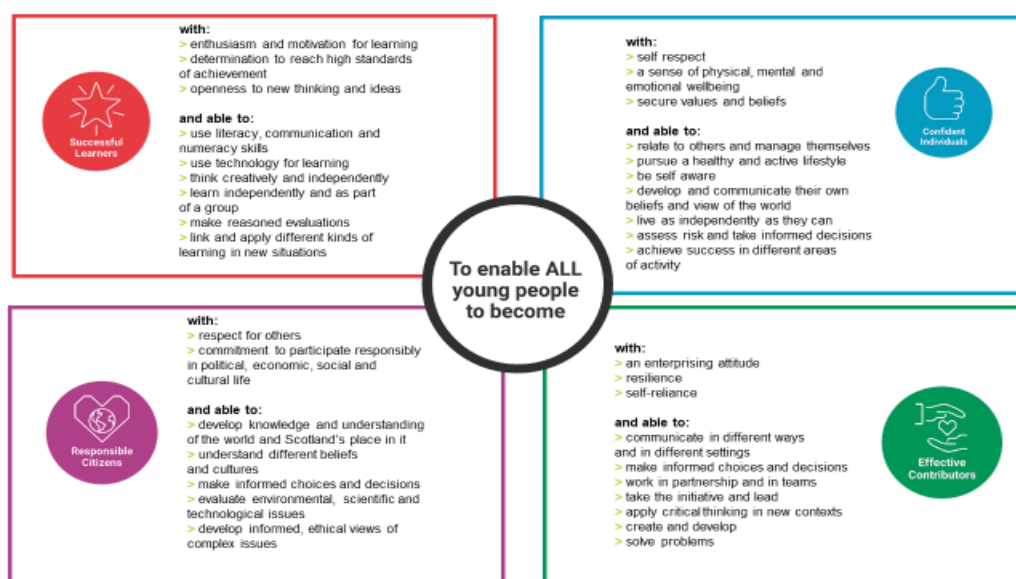 with:
> enthusiasm and motivation for learning
> determination to reach high standards
of achievement
> openness to new thinking and ideas
and able to:
> use literacy, communication and
numeracy skills
> use technology for learning
> think creatively and independently
> learn independently and as part
of a group
> make reasoned evaluations
> link and apply different kinds of
learning in new situations
Successful
Learners
with:
> self respect
> a sense of physical, mental and
emotional wellbeing
> secure values and beliefs
and able to:
> relate to others and manage themselves
> pursue a healthy and active lifestyle
> be self aware
> develop and communicate their own
beliefs and view of the world
> live as independently as they can
> assess risk and take informed decisions
> achieve success in different areas
of activity
Confident
Individuals
To enable ALL
young people
to become
with:
> respect for others
> commitment to participate responsibly
in political, economic, social and
cultural life
and able to:
> develop knowledge and understanding
of the world and Scotland's place in it
> understand different beliefs
and cultures
> make informed choices and decisions
> evaluate environmental, scientific and
technological issues
> develop informed, ethical views of
complex issues
Responsible
Citizens
with:
> an enterprising attitude
> resilience
> self-reliance
and able to:
> communicate in different ways
and in different settings
> make informed choices and decisions
> work in partnership and in teams
> take the initiative and lead
> apply critical thinking in new contexts
> create and develop
> solve problems
Effective
Contributors